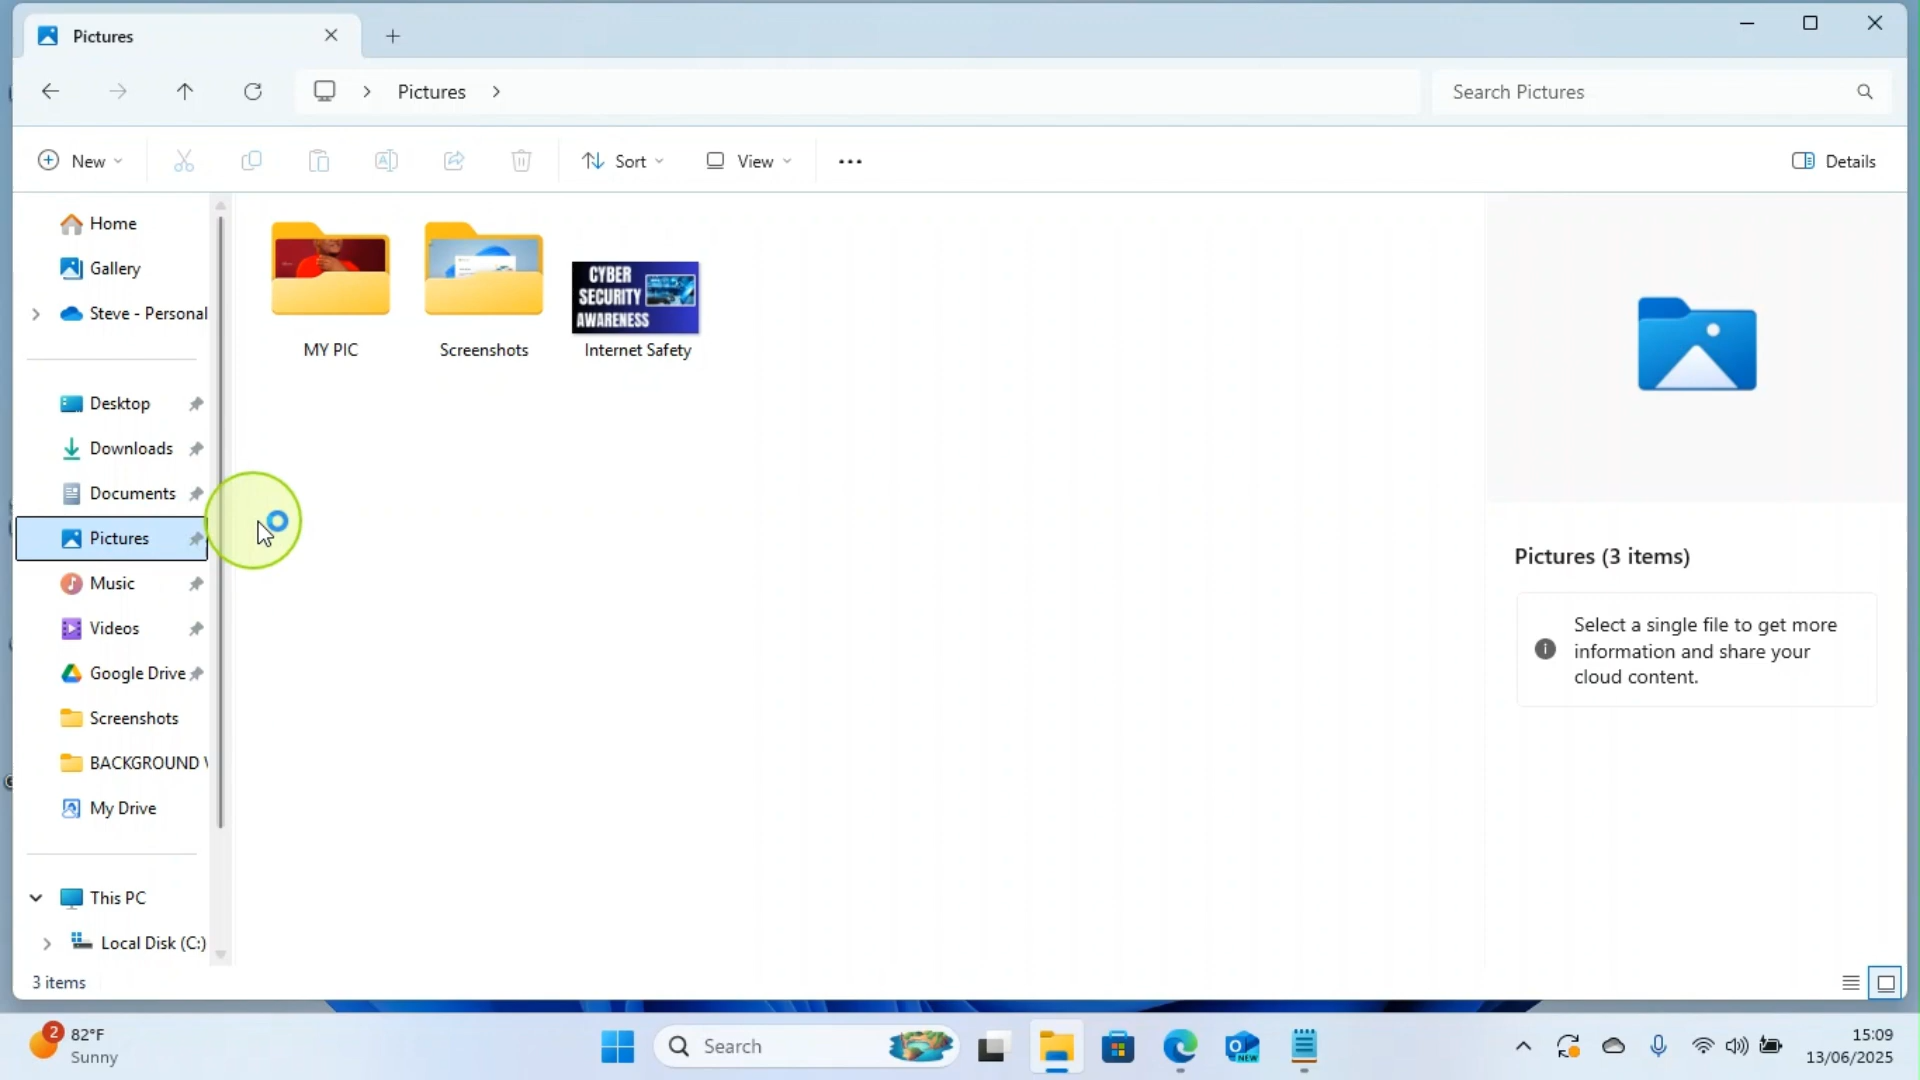 Pictures
Pictures
Search Pictures
New
Sort
View
Details
Home
Gallery
Steve - Personal
Desktop
Downloads
Documents
Pictures
Music
Videos
Google Drive
Screenshots
BACKGROUND
My Drive
This PC
Local Disk (C:)
MY PIC
Screenshots
CYBER
SECURITY
AWARENESS
Internet Safety
Pictures (3 items)
Select a single file to get more
information and share your
cloud content.
3 items
2
82°F
Sunny
Search
NEW
15:09
13/06/2025